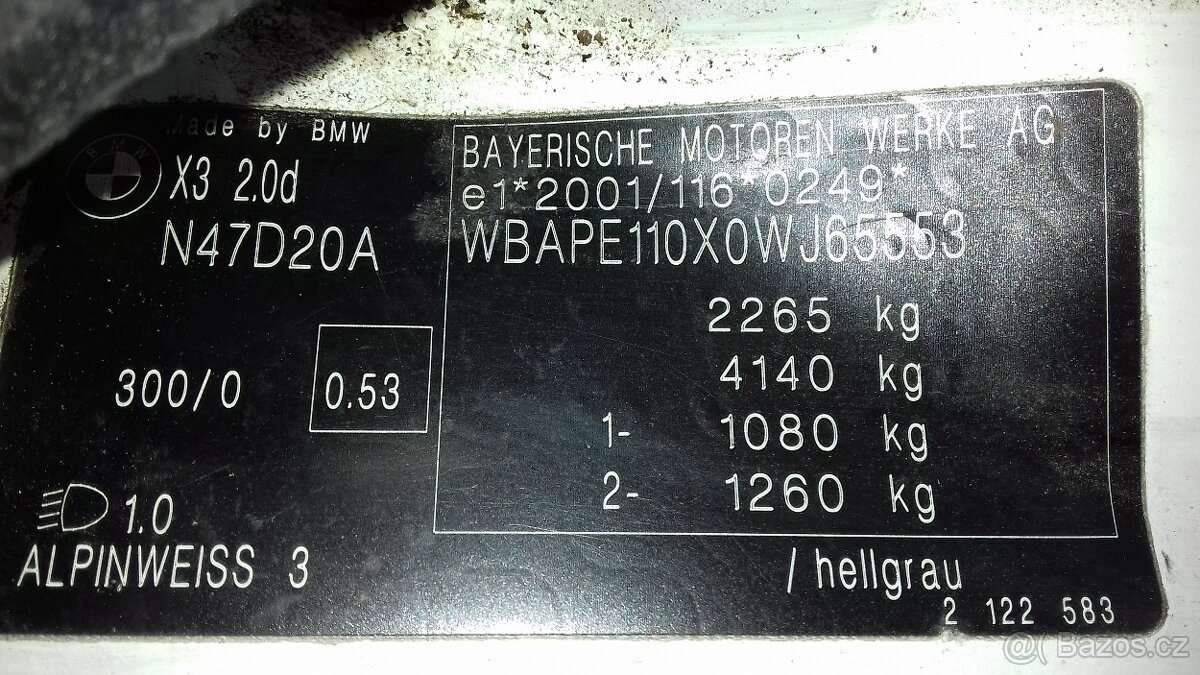 Made by BMW
BMW
X3 2.0d
N47D20A
300/0
0.53
1.0
ALPINWEISS 3
BAYERISCHE MOTOREN WERKE AG
e1*2001/116*0249*
WBAPE110X0WJ65553
2265 kg
4140 kg
1- 1080 kg
2- 1260 kg
/ hellgrau
2 122 583
@( Bazoš.cz